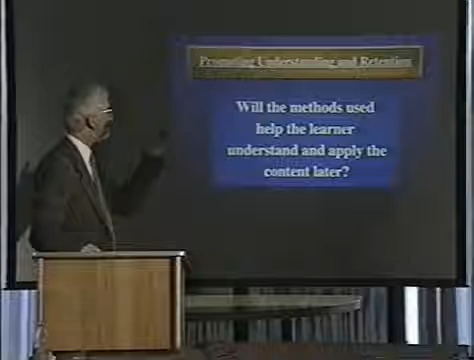 Promoting Understanding and Retention
Will the methods used
help the learner
understand and apply the
content later?